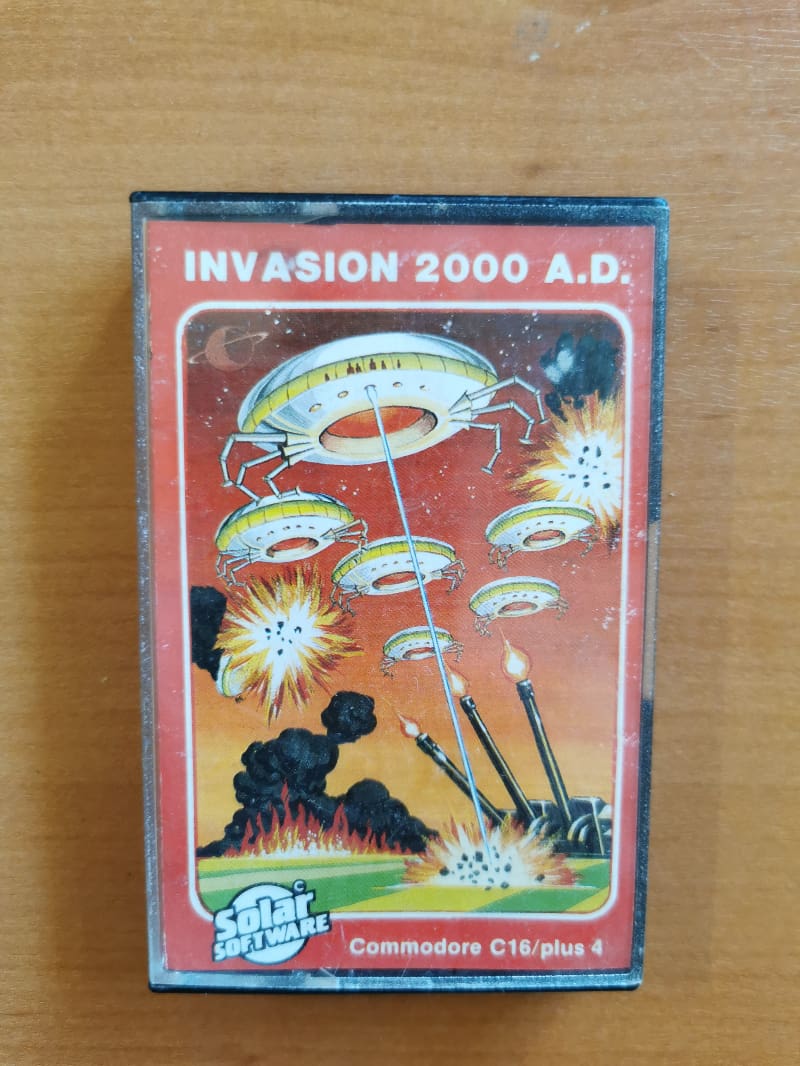 INVASION 2000 A.D.
Solar ©
SOFTWARE
Commodore C16/plus 4